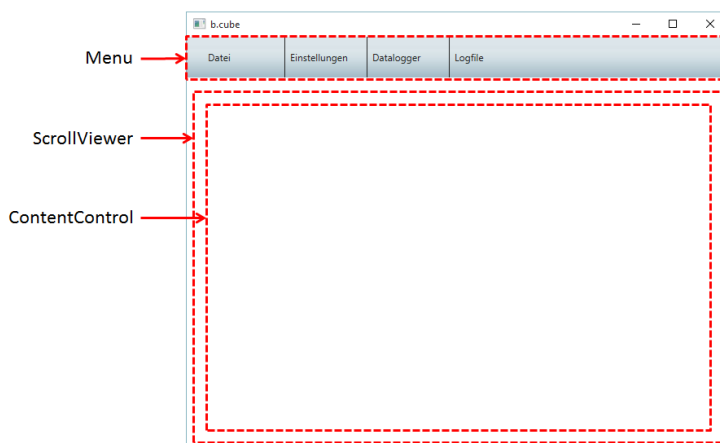 b.cube
Menu
Datei Einstellungen Datalogger Logfile
ScrollViewer
ContentControl